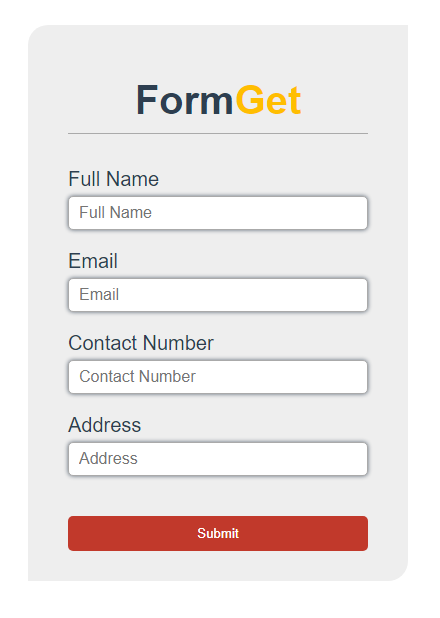 FormGet
Full Name
Full Name
Email
Email
Contact Number
Contact Number
Address
Address
Submit